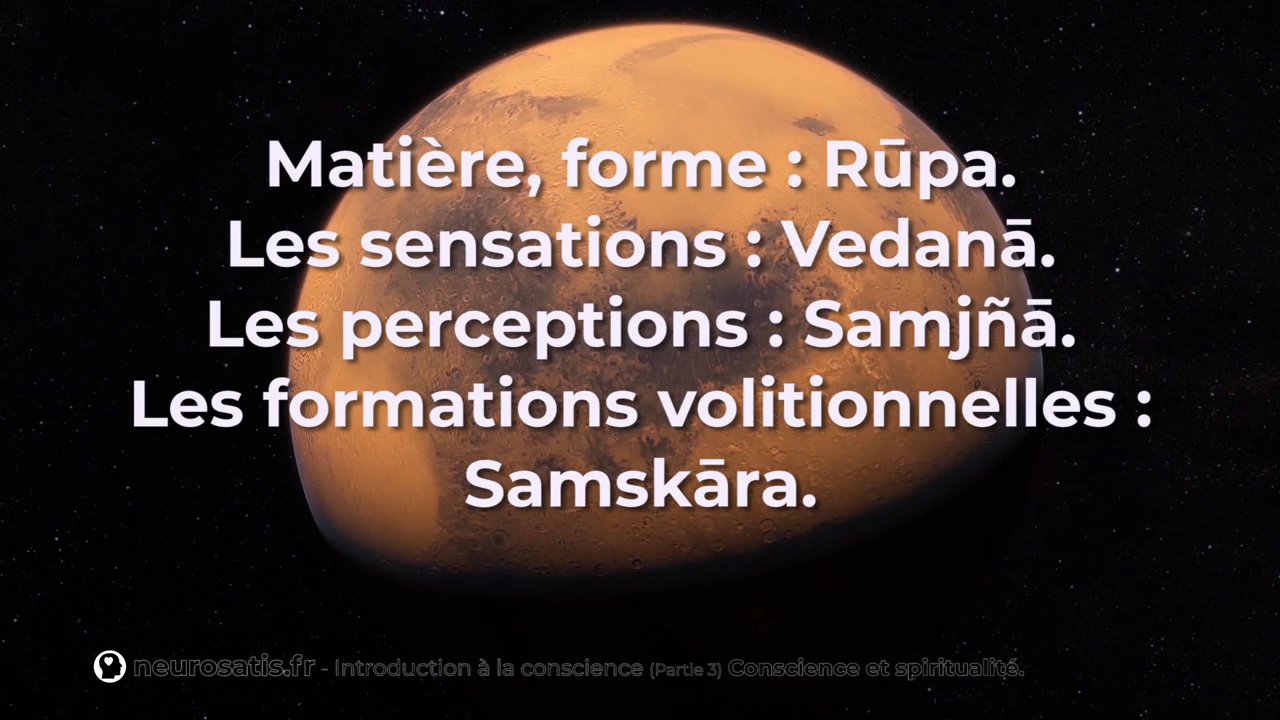 Matière, forme : Rūpa.
Les sensations : Vedanā.
Les perceptions : Samjñā.
Les formations volitionnelles :
Samskāra.
neurosatis.fr - Introduction à la conscience (Partie 3) Conscience et spiritualité.